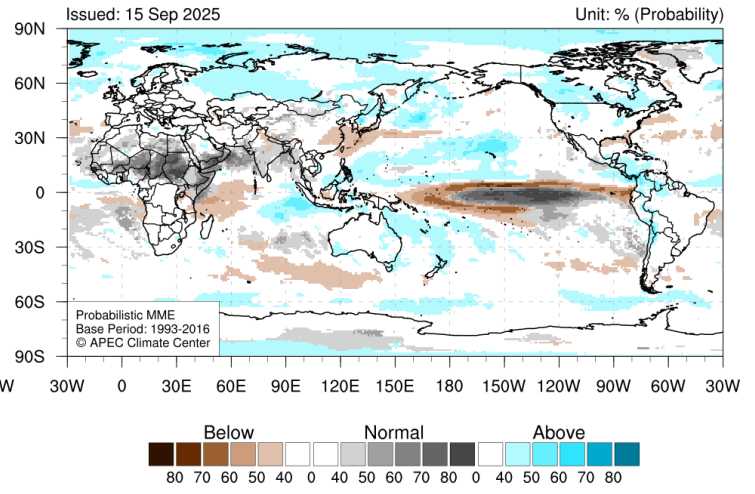 Issued: 15 Sep 2025 Unit: % (Probability)
90N
60N
30N
0
30S
60S
90S
Probabilistic MME
Base Period: 1993-2016
© APEC Climate Center
W 30W 0 30E 60E 90E 120E 150E 180 150W 120W 90W 60W 30W
Below Normal Above
80 70 60 50 40 0 40 50 60 70 80 0 40 50 60 70 80